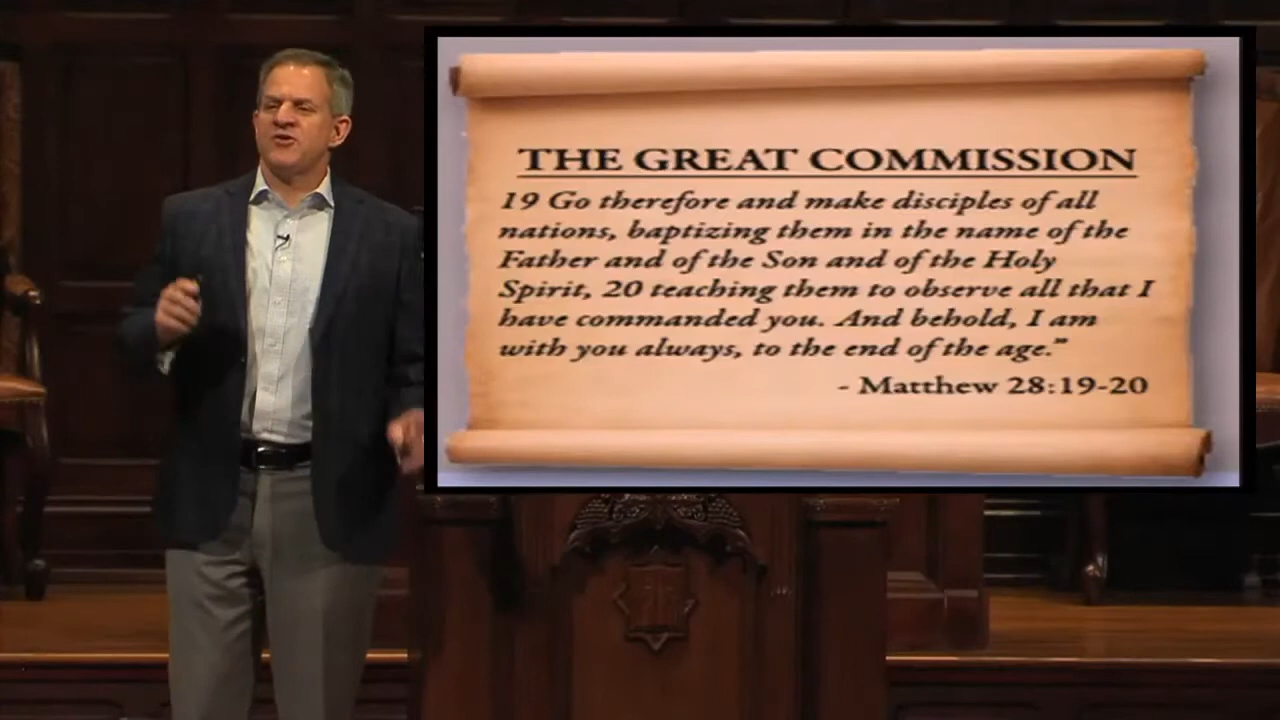 THE GREAT COMMISSION
19 Go therefore and make disciples of all
nations, baptizing them in the name of the
Father and of the Son and of the Holy
Spirit, 20 teaching them to observe all that I
have commanded you. And behold, I am
with you always, to the end of the age.”
- Matthew 28:19-20